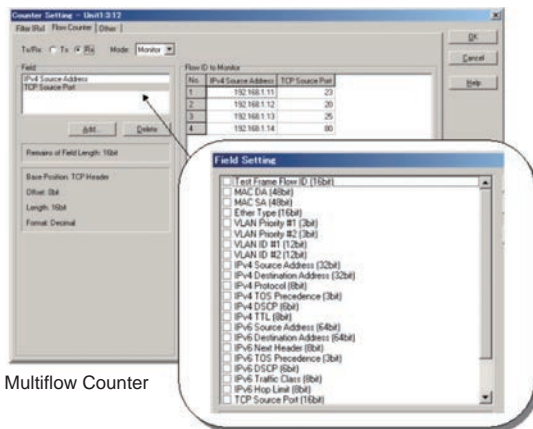 Counter Setting - Unit1:3:12
Filter (Rx) Flow Counter Other
Tx/Rx Tx Rx Mode: Monitor
OK
Cancel
Help
Field
IPv4 Source Address
TCP Source Port
Add... Delete
Remains of Field Length: 16bit
Base Position: TCP Header
Offset: 0bit
Length: 16bit
Format: Decimal
Flow ID to Monitor
No. IPv4 Source Address TCP Source Port
1 192.168.1.11 23
2 192.168.1.12 20
3 192.168.1.13 25
4 192.168.1.14 80
Field Setting
Test Frame Flow ID (16bit)
MAC DA (48bit)
MAC SA (48bit)
Ether Type (16bit)
VLAN Priority #1 (3bit)
VLAN Priority #2 (3bit)
VLAN ID #1 (12bit)
VLAN ID #2 (12bit)
IPv4 Source Address (32bit)
IPv4 Destination Address (32bit)
IPv4 Protocol (8bit)
IPv4 TOS Precedence (3bit)
IPv4 DSCP (6bit)
IPv4 TTL (8bit)
IPv6 Source Address (64bit)
IPv6 Destination Address (64bit)
IPv6 Next Header (8bit)
IPv6 TOS Precedence (3bit)
IPv6 DSCP (6bit)
IPv6 Traffic Class (8bit)
IPv6 Hop Limit (8bit)
TCP Source Port (16bit)
Multiflow Counter